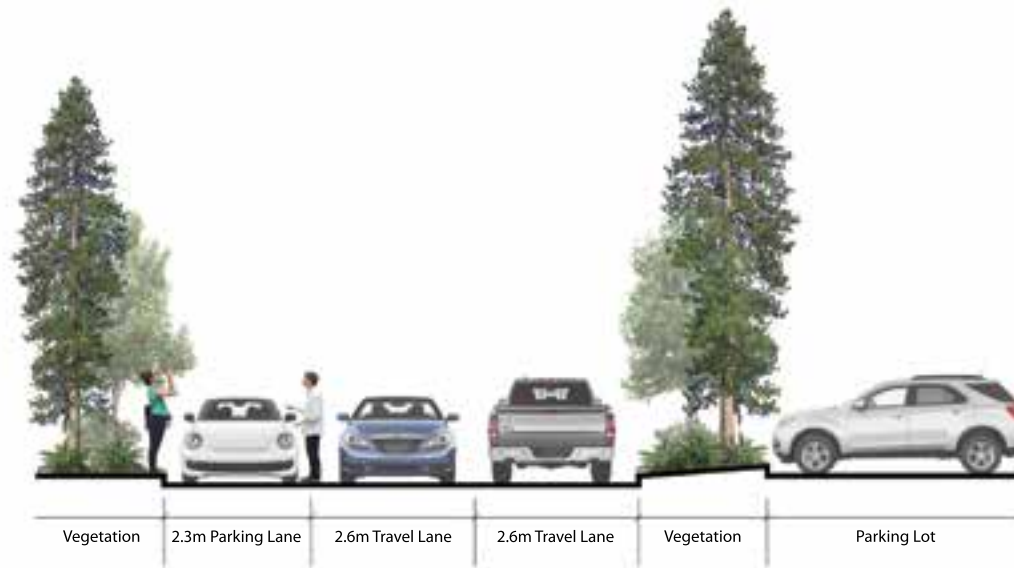 Vegetation
2.3m Parking Lane
2.6m Travel Lane
2.6m Travel Lane
Vegetation
Parking Lot